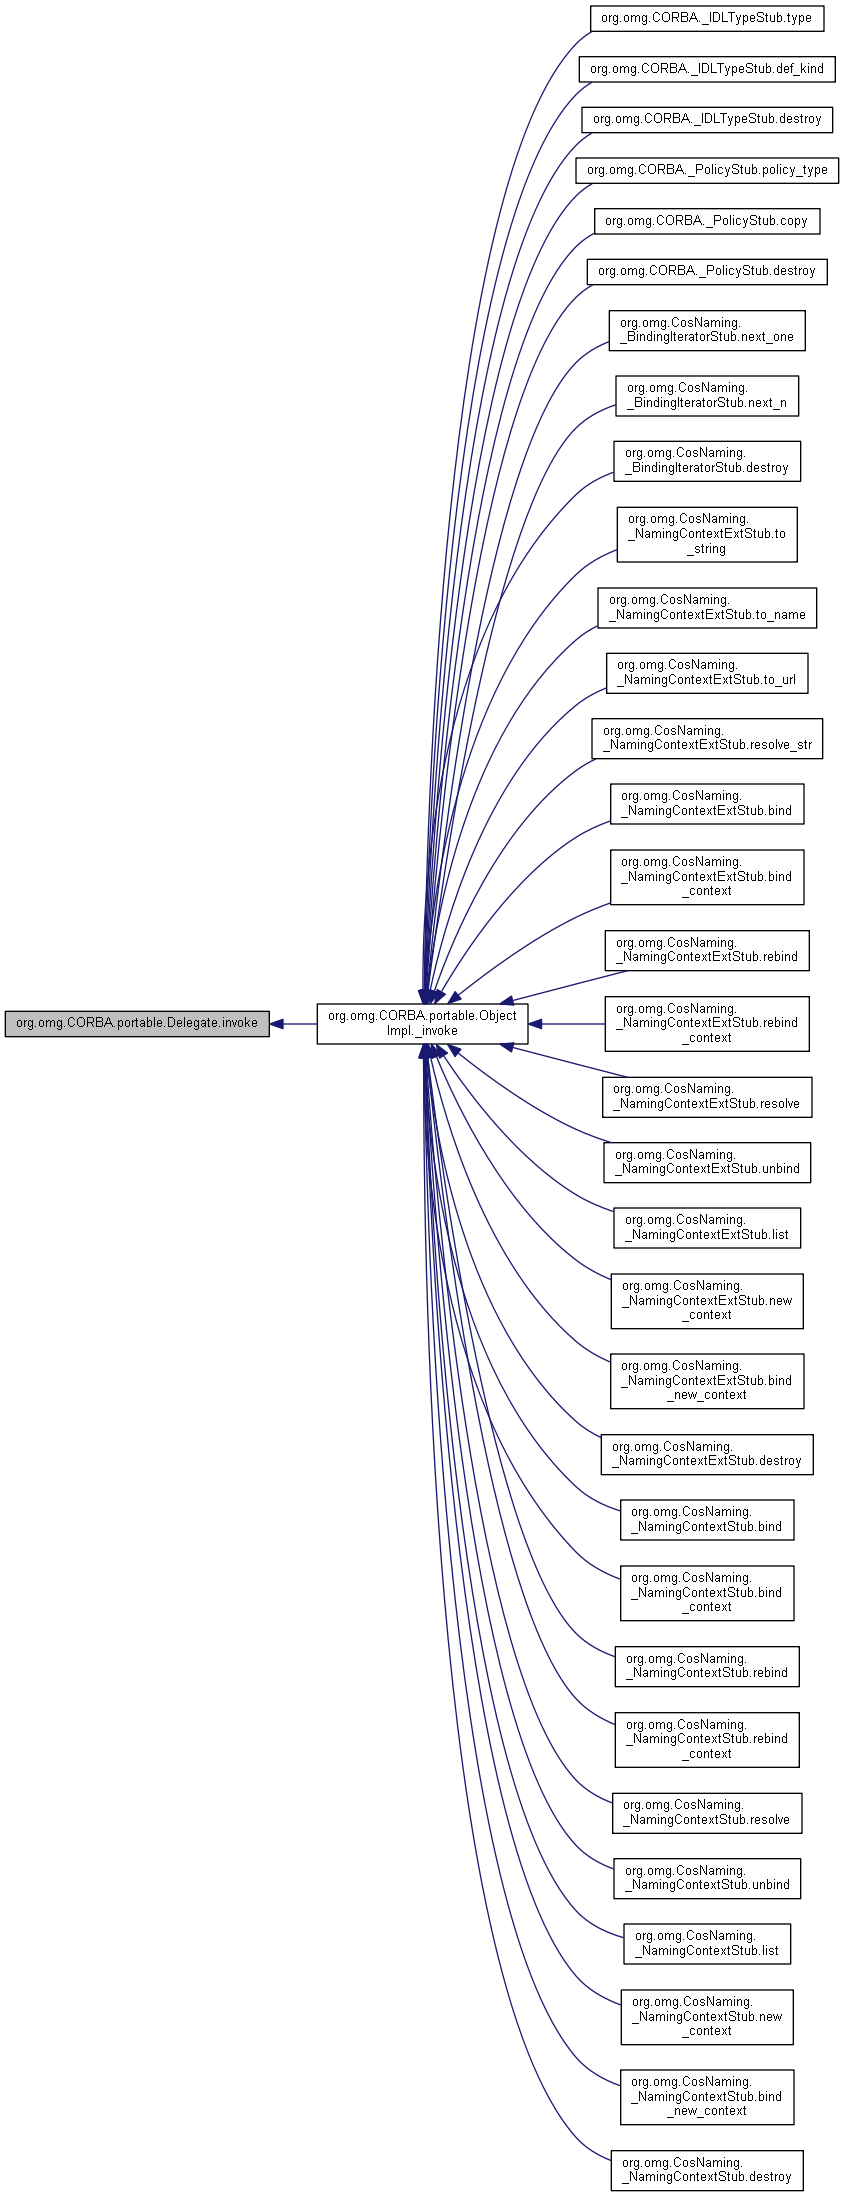 org.omg.CORBA._IDLTypeStub.type
org.omg.CORBA._IDLTypeStub.def_kind
org.omg.CORBA._IDLTypeStub.destroy
org.omg.CORBA._PolicyStub.policy_type
org.omg.CORBA._PolicyStub.copy
org.omg.CORBA._PolicyStub.destroy
org.omg.CosNaming.
_BindingIteratorStub.next_one
org.omg.CosNaming.
_BindingIteratorStub.next_n
org.omg.CosNaming.
_BindingIteratorStub.destroy
org.omg.CosNaming.
_NamingContextExtStub.to
_string
org.omg.CosNaming.
_NamingContextExtStub.to_name
org.omg.CosNaming.
_NamingContextExtStub.to_url
org.omg.CosNaming.
_NamingContextExtStub.resolve_str
org.omg.CosNaming.
_NamingContextExtStub.bind
org.omg.CosNaming.
_NamingContextExtStub.bind
_context
org.omg.CosNaming.
_NamingContextExtStub.rebind
org.omg.CORBA.portable.Delegate.invoke
org.omg.CORBA.portable.Object
Impl._invoke
org.omg.CosNaming.
_NamingContextExtStub.rebind
_context
org.omg.CosNaming.
_NamingContextExtStub.resolve
org.omg.CosNaming.
_NamingContextExtStub.unbind
org.omg.CosNaming.
_NamingContextExtStub.list
org.omg.CosNaming.
_NamingContextExtStub.new
_context
org.omg.CosNaming.
_NamingContextExtStub.bind
_new_context
org.omg.CosNaming.
_NamingContextExtStub.destroy
org.omg.CosNaming.
_NamingContextStub.bind
org.omg.CosNaming.
_NamingContextStub.bind
_context
org.omg.CosNaming.
_NamingContextStub.rebind
org.omg.CosNaming.
_NamingContextStub.rebind
_context
org.omg.CosNaming.
_NamingContextStub.resolve
org.omg.CosNaming.
_NamingContextStub.unbind
org.omg.CosNaming.
_NamingContextStub.list
org.omg.CosNaming.
_NamingContextStub.new
_context
org.omg.CosNaming.
_NamingContextStub.bind
_new_context
org.omg.CosNaming.
_NamingContextStub.destroy